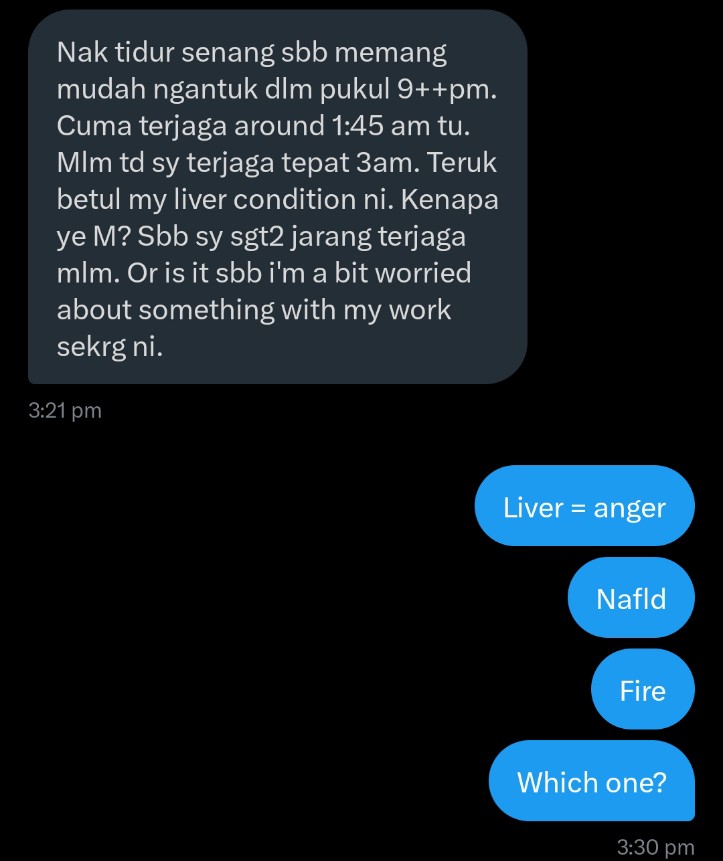 Nak tidur senang sbb memang
mudah ngantuk dlm pukul 9++pm.
Cuma terjaga around 1:45 am tu.
Mlm td sy terjaga tepat 3am. Teruk
betul my liver condition ni. Kenapa
ye M? Sbb sy sgt2 jarang terjaga
mlm. Or is it sbb i'm a bit worried
about something with my work
sekrg ni.
3:21 pm
Liver = anger
Nafld
Fire
Which one?
3:30 pm